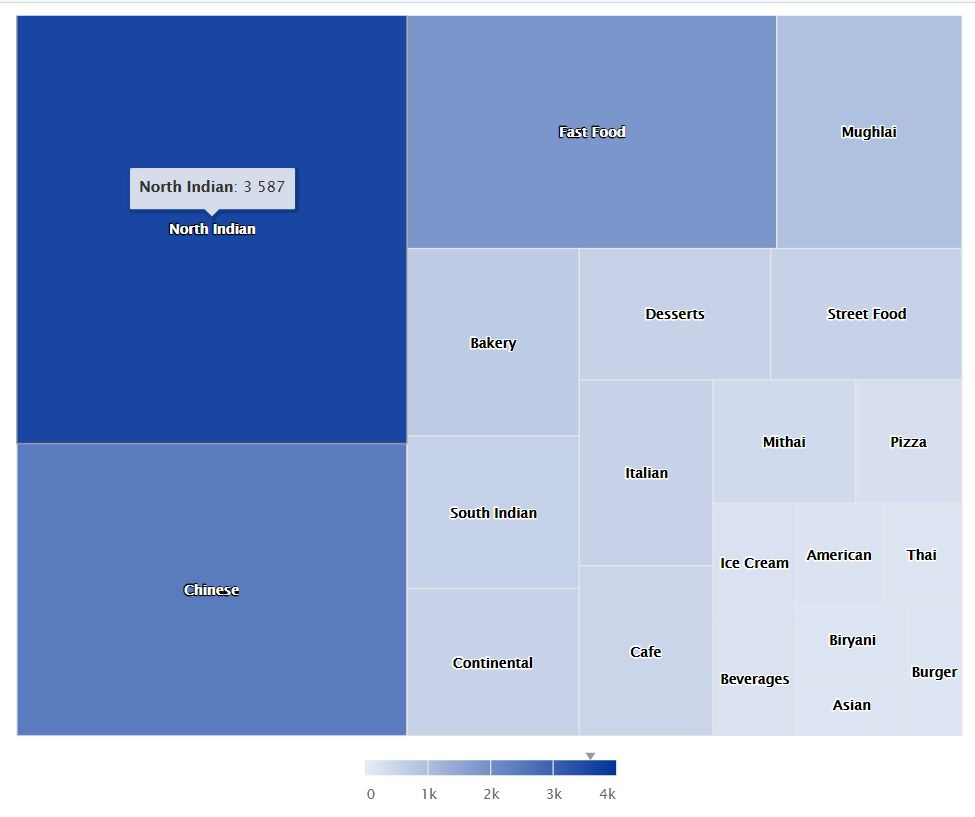 North Indian: 3 587
North Indian
Fast Food
Mughlai
Bakery
Desserts
Street Food
South Indian
Italian
Mithai
Pizza
Chinese
Continental
Cafe
Ice Cream
American
Thai
Beverages
Biryani
Burger
Asian
0 1k 2k 3k 4k